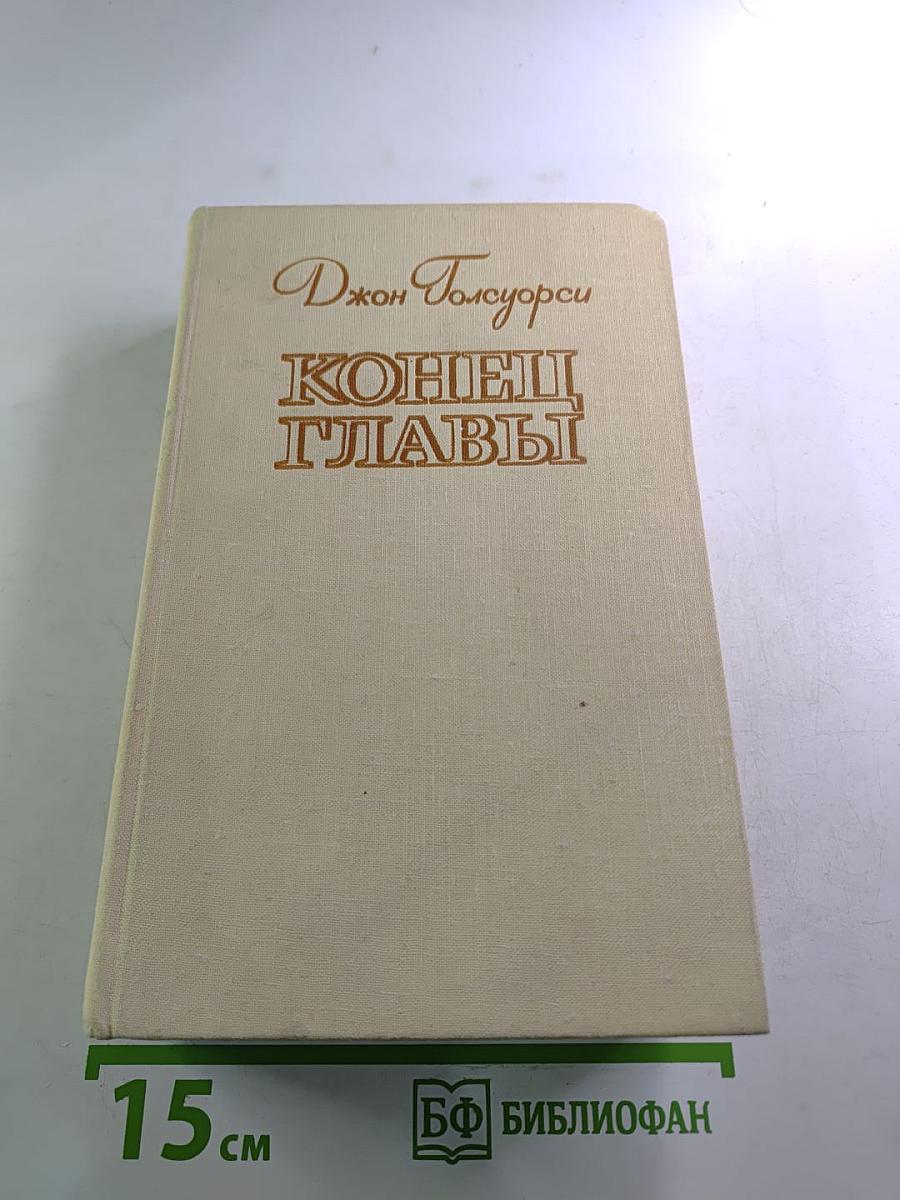 Джон Голсуорси
КОНЕЦ
ГЛАВЫ
15 см
БФ БИБЛИОФАН